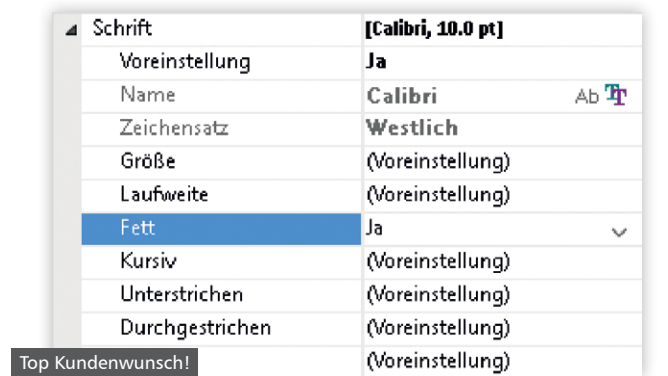 Schrift [Calibri, 10.0 pt]
Voreinstellung Ja
Name Calibri Ab TT
Zeichensatz Westlich
Größe (Voreinstellung)
Laufweite (Voreinstellung)
Fett Ja
Kursiv (Voreinstellung)
Unterstrichen (Voreinstellung)
Durchgestrichen (Voreinstellung)
Top Kundenwunsch! (Voreinstellung)